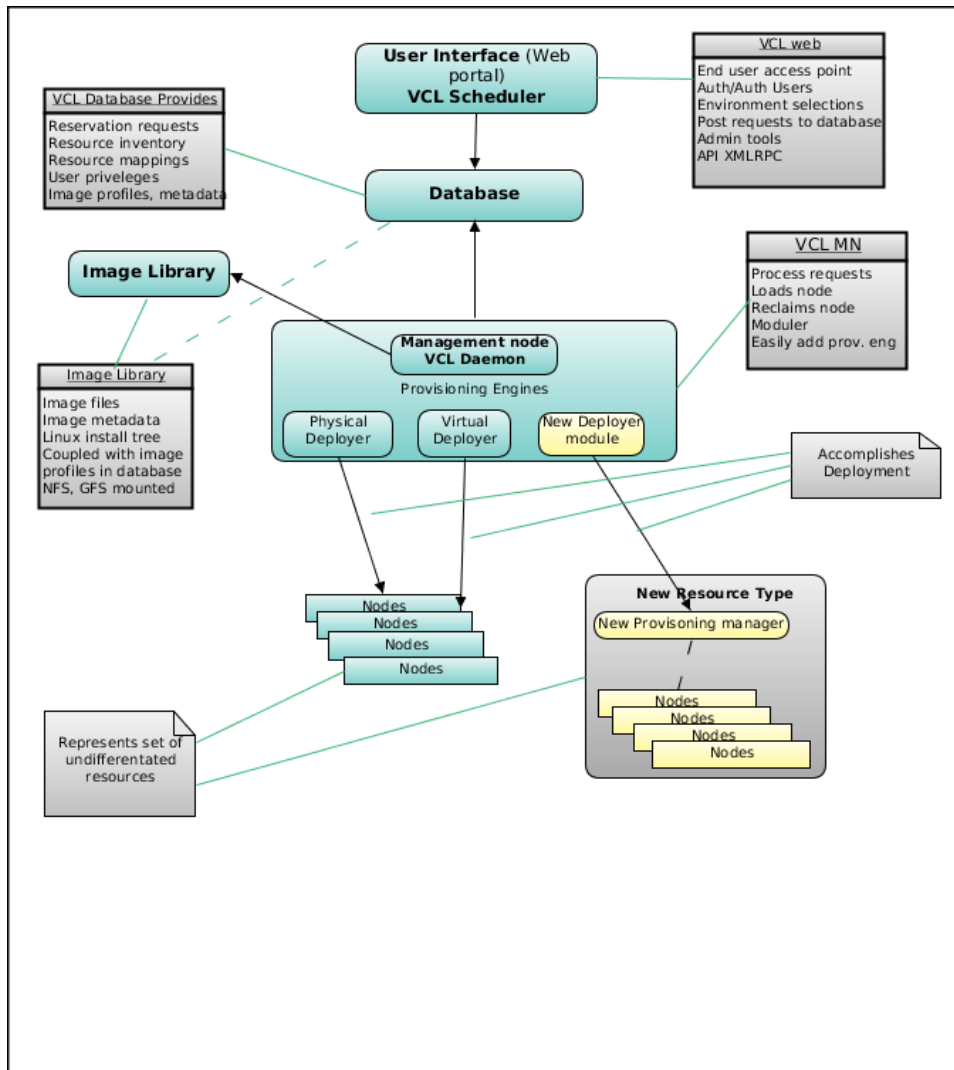 User Interface (Web
portal)
VCL Scheduler
VCL web
End user access point
Auth/Auth Users
Environment selections
Post requests to database
Admin tools
API XMLRPC
VCL Database Provides
Reservation requests
Resource inventory
Resource mappings
User priveleges
Image profiles, metadata
Database
Image Library
VCL MN
Process requests
Loads node
Reclaims node
Moduler
Easily add prov. eng
Management node
VCL Daemon
Provisioning Engines
Physical
Deployer
Virtual
Deployer
New Deployer
module
Image Library
Image files
Image metadata
Linux install tree
Coupled with image
profiles in database
NFS, GFS mounted
Accomplishes
Deployment
Nodes
Nodes
Nodes
Nodes
New Resource Type
New Provisoning manager
Nodes
Nodes
Nodes
Nodes
Represents set of
undifferentated
resources